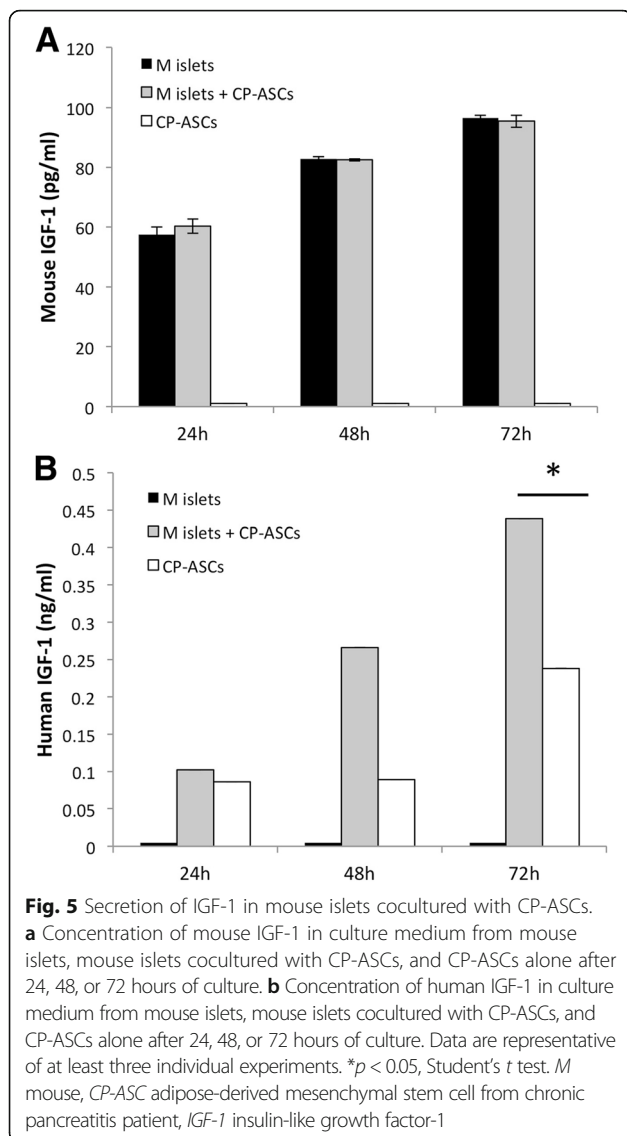 A
120
100
80
60
40
20
0
Mouse IGF-1 (pg/ml)
M islets
M islets + CP-ASCs
CP-ASCs
24h
48h
72h
B
0.5
0.45
0.4
0.35
0.3
0.25
0.2
0.15
0.1
0.05
0
Human IGF-1 (ng/ml)
M islets
M islets + CP-ASCs
CP-ASCs
*
24h
48h
72h
Fig. 5 Secretion of IGF-1 in mouse islets cocultured with CP-ASCs.
a Concentration of mouse IGF-1 in culture medium from mouse
islets, mouse islets cocultured with CP-ASCs, and CP-ASCs alone after
24, 48, or 72 hours of culture. b Concentration of human IGF-1 in culture
medium from mouse islets, mouse islets cocultured with CP-ASCs, and
CP-ASCs alone after 24, 48, or 72 hours of culture. Data are representative
of at least three individual experiments. *p < 0.05, Student's t test. M
mouse, CP-ASC adipose-derived mesenchymal stem cell from chronic
pancreatitis patient, IGF-1 insulin-like growth factor-1